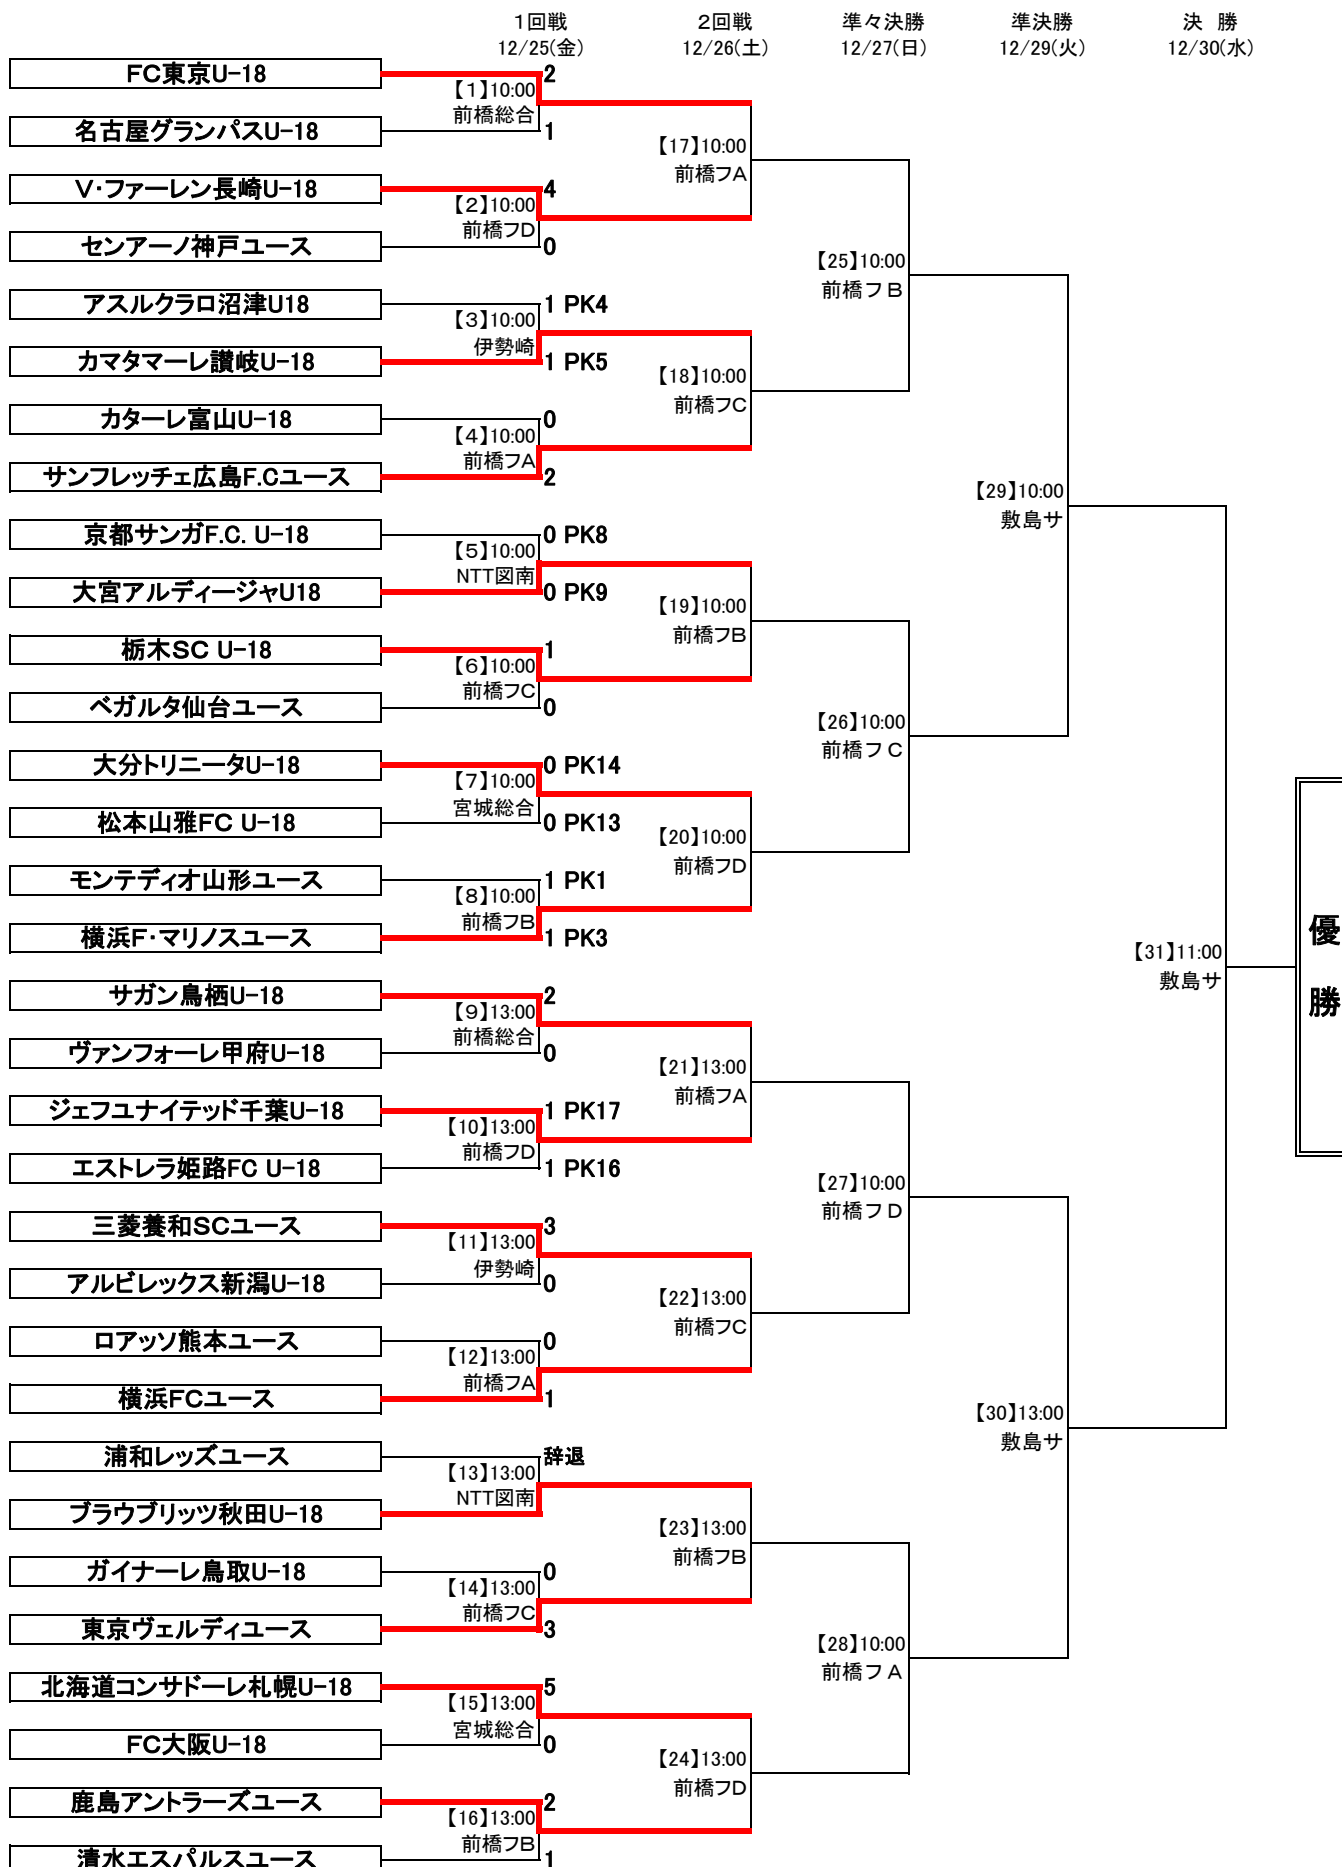 1回戦 2回戦 準々決勝 準決勝 決 勝
12/25(金) 12/26(土) 12/27(日) 12/29(火) 12/30(水)
FC東京U-18 2
【1】10:00
前橋総合
名古屋グランパスU-18 1
【17】10:00
前橋フA
V・ファーレン長崎U-18 4
【2】10:00
前橋フD
センアーノ神戸ユース 0
【25】10:00
前橋フB
アスルクラロ沼津U18 1 PK4
【3】10:00
伊勢崎
カマタマーレ讃岐U-18 1 PK5
【18】10:00
前橋フC
カターレ富山U-18 0
【4】10:00
前橋フA
サンフレッチェ広島F.Cユース 2
【29】10:00
敷島サ
京都サンガF.C. U-18 0 PK8
【5】10:00
NTT図南
大宮アルディージャU18 0 PK9
【19】10:00
前橋フB
栃木SC U-18 1
【6】10:00
前橋フC
ベガルタ仙台ユース 0
【26】10:00
前橋フC
大分トリニータU-18 0 PK14
【7】10:00
宮城総合
松本山雅FC U-18 0 PK13
【20】10:00
前橋フD
モンテディオ山形ユース 1 PK1
【8】10:00
前橋フB
横浜F・マリノスユース 1 PK3
【31】11:00
敷島サ
優
勝
サガン鳥栖U-18 2
【9】13:00
前橋総合
ヴァンフォーレ甲府U-18 0
【21】13:00
前橋フA
ジェフユナイテッド千葉U-18 1 PK17
【10】13:00
前橋フD
エストレラ姫路FC U-18 1 PK16
【27】10:00
前橋フD
三菱養和SCユース 3
【11】13:00
伊勢崎
アルビレックス新潟U-18 0
【22】13:00
前橋フC
ロアッソ熊本ユース 0
【12】13:00
前橋フA
横浜FCユース 1
【30】13:00
敷島サ
浦和レッズユース 辞退
【13】13:00
NTT図南
ブラウブリッツ秋田U-18
【23】13:00
前橋フB
ガイナーレ鳥取U-18 0
【14】13:00
前橋フC
東京ヴェルディユース 3
【28】10:00
前橋フA
北海道コンサドーレ札幌U-18 5
【15】13:00
宮城総合
FC大阪U-18 0
【24】13:00
前橋フD
鹿島アントラーズユース 2
【16】13:00
前橋フB
清水エスパルスユース 1